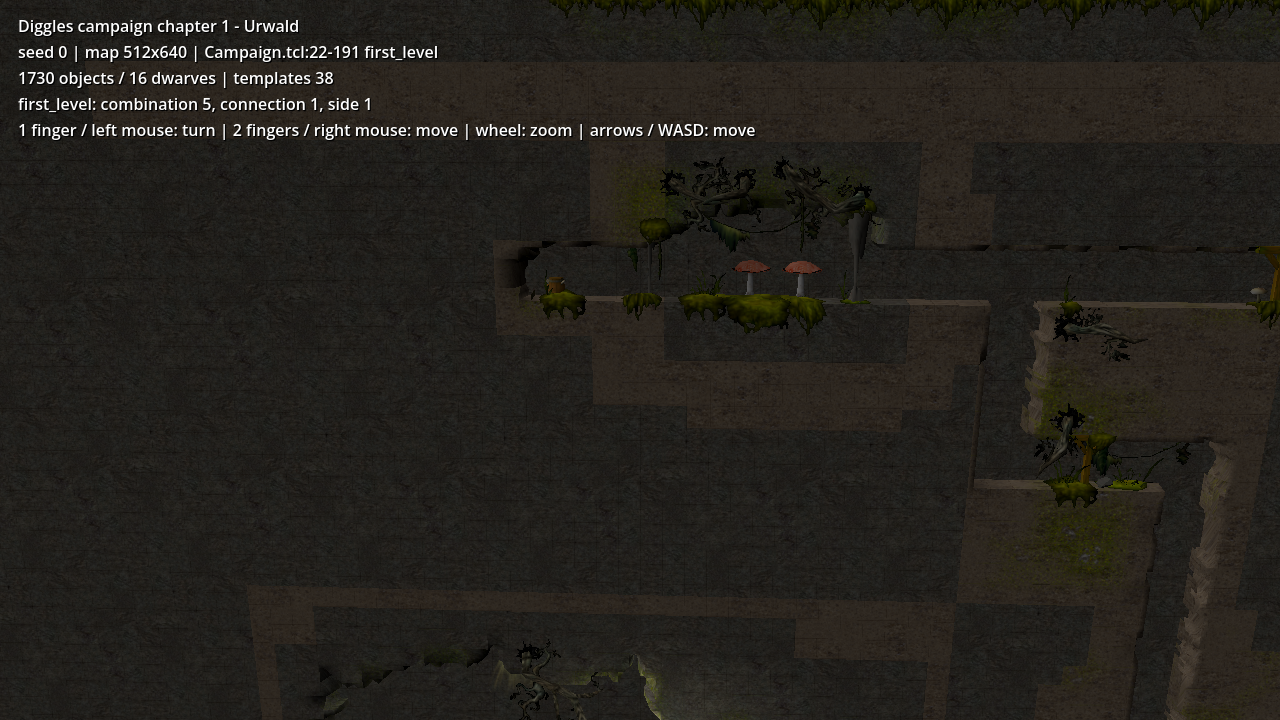 Diggles campaign chapter 1 - Urwald
seed 0 | map 512x640 | Campaign.tcl:22-191 first_level
1730 objects / 16 dwarves | templates 38
first_level: combination 5, connection 1, side 1
1 finger / left mouse: turn | 2 fingers / right mouse: move | wheel: zoom | arrows / WASD: move